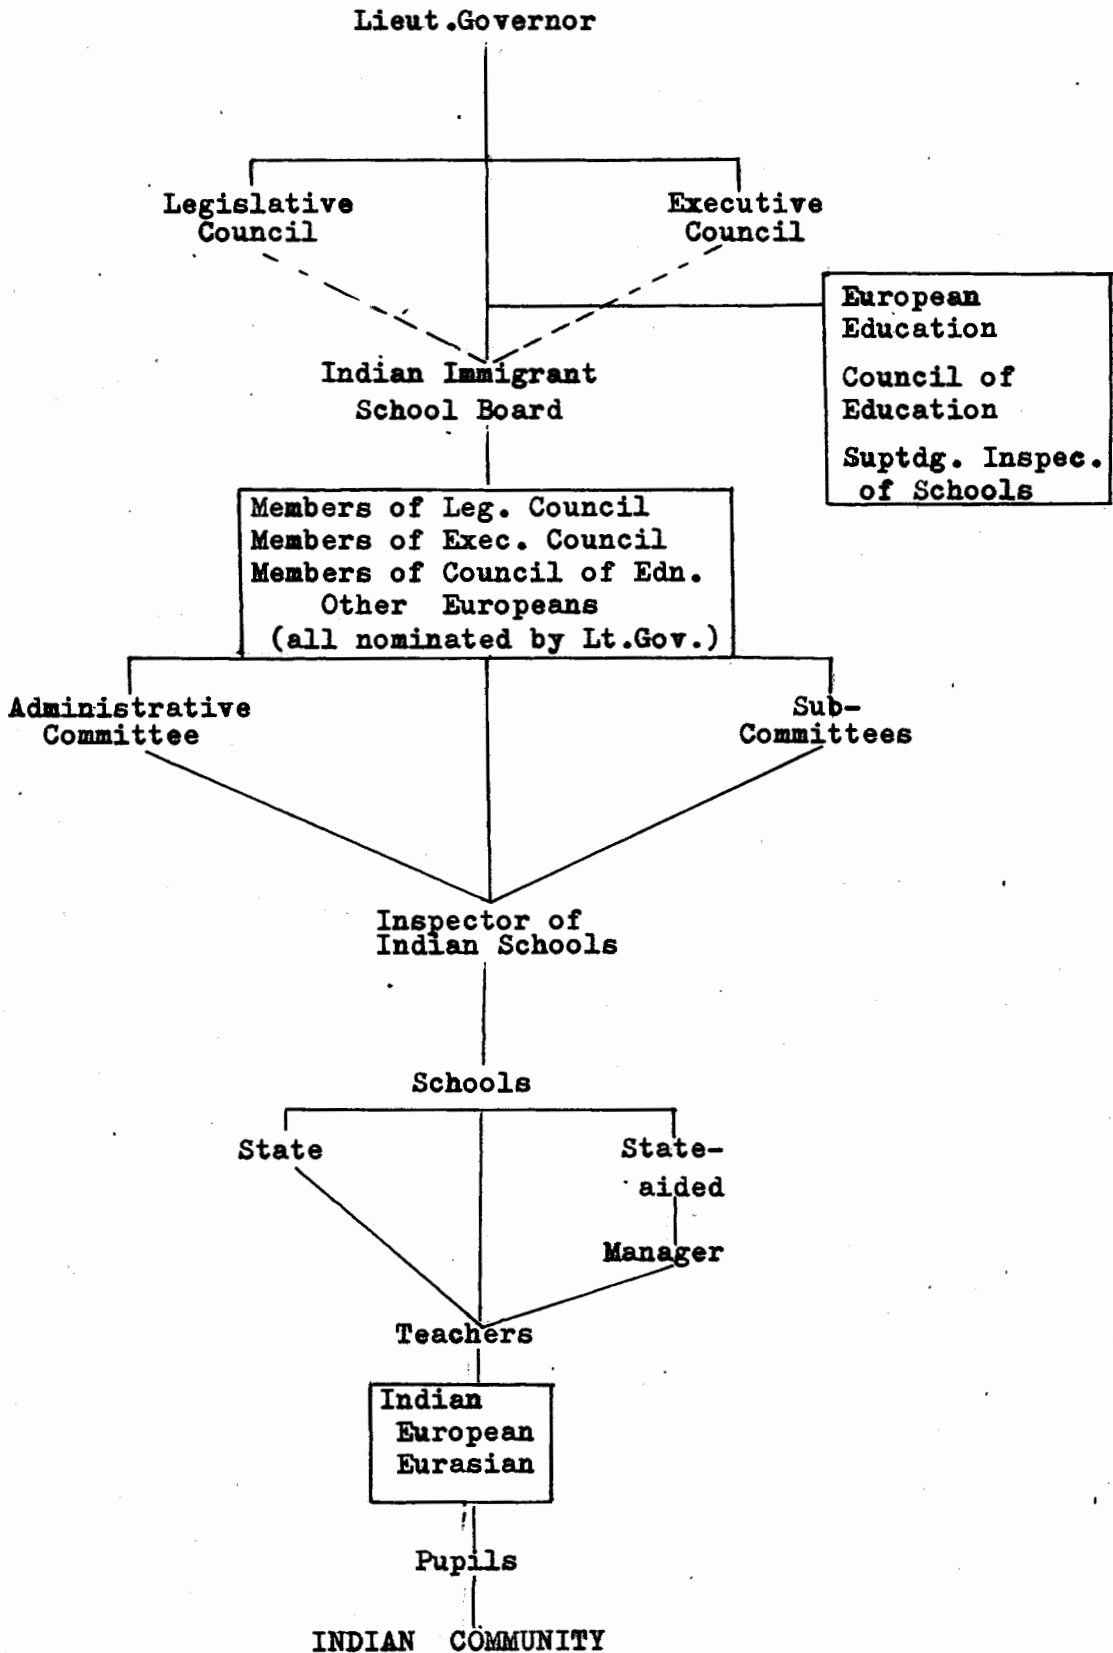 Lieut.Governor
Legislative
Council
Executive
Council
European
Education
Council of
Education
Suptdg. Inspec.
of Schools
Indian Immigrant
School Board
Members of Leg. Council
Members of Exec. Council
Members of Council of Edn.
Other Europeans
(all nominated by Lt.Gov.)
Administrative
Committee
Sub-
Committees
Inspector of
Indian Schools
Schools
State
State-
aided
Manager
Teachers
Indian
European
Eurasian
Pupils
INDIAN COMMUNITY